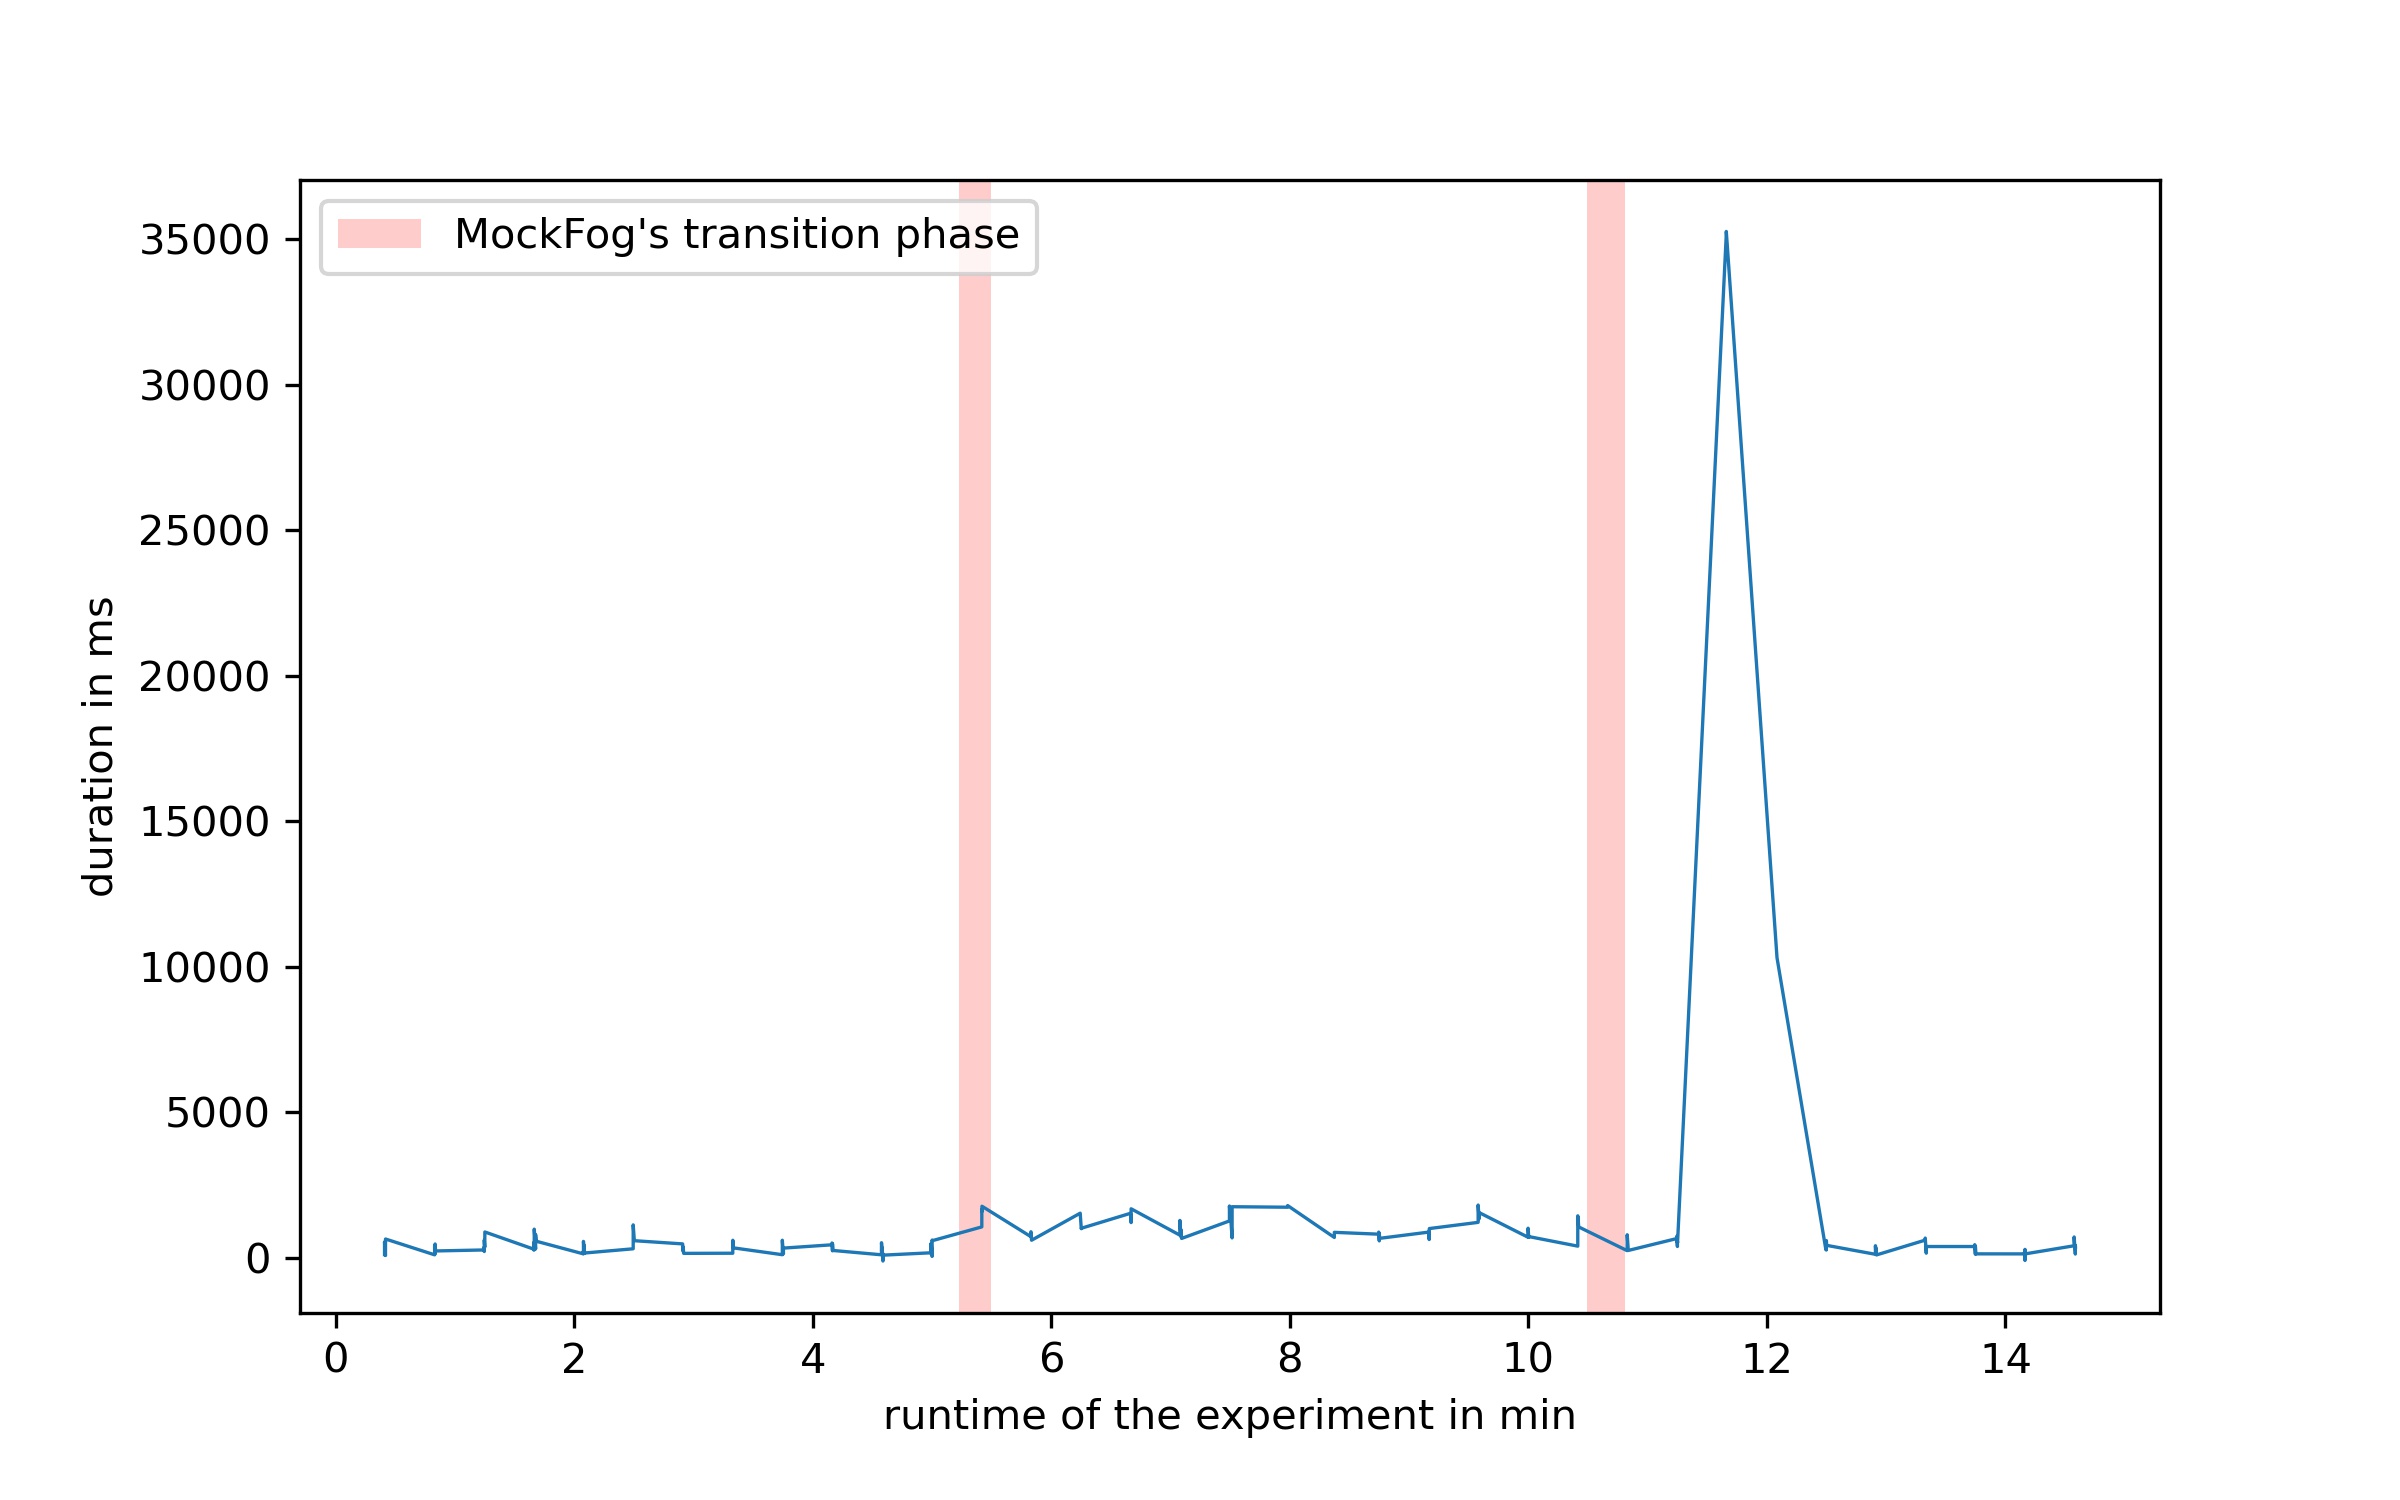 MockFog's transition phase
35000
30000
25000
20000
15000
10000
5000
0
duration in ms
0 2 4 6 8 10 12 14
runtime of the experiment in min